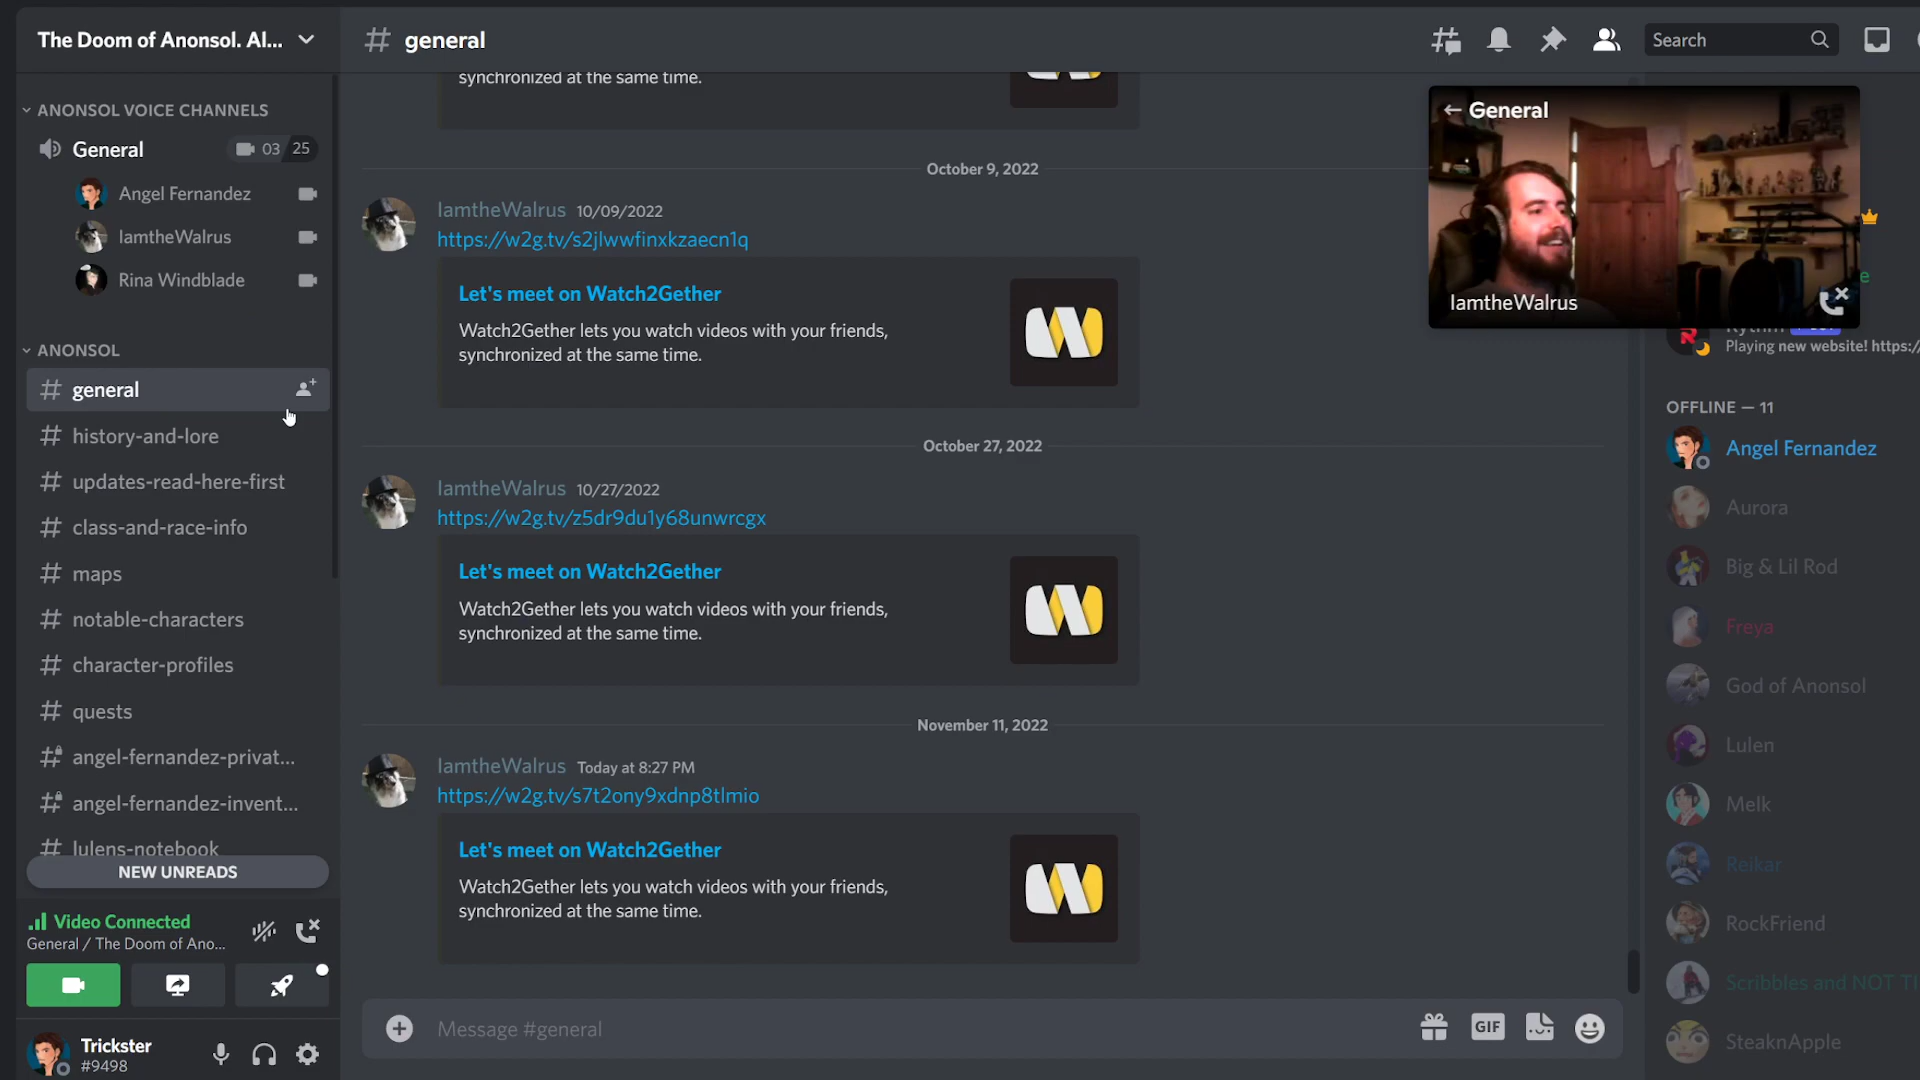 The Doom of Anonsol. Al...
# general
Search
ANONSOL VOICE CHANNELS
General
03 25
Angel Fernandez
IamtheWalrus
Rina Windblade
ANONSOL
# general
# history-and-lore
# updates-read-here-first
# class-and-race-info
# maps
# notable-characters
# character-profiles
# quests
# angel-fernandez-privat...
# angel-fernandez-invent...
# lulens-notebook
NEW UNREADS
Video Connected
General / The Doom of Ano...
Trickster
#9498
synchronized at the same time.
October 9, 2022
IamtheWalrus 10/09/2022
https://w2g.tv/s2jlwwfinxkzaecn1q
Let's meet on Watch2Gether
Watch2Gether lets you watch videos with your friends,
synchronized at the same time.
October 27, 2022
IamtheWalrus 10/27/2022
https://w2g.tv/z5dr9du1y68unwrcgx
Let's meet on Watch2Gether
Watch2Gether lets you watch videos with your friends,
synchronized at the same time.
November 11, 2022
IamtheWalrus Today at 8:27 PM
https://w2g.tv/s7t2ony9xdnp8tlmio
Let's meet on Watch2Gether
Watch2Gether lets you watch videos with your friends,
synchronized at the same time.
Message #general
GIF
← General
IamtheWalrus
Rythm
Playing new website! https:/
OFFLINE — 11
Angel Fernandez
Aurora
Big & Lil Rod
Freya
God of Anonsol
Lulen
Melk
Reikar
RockFriend
Scribbles and NOT
SteaknApple